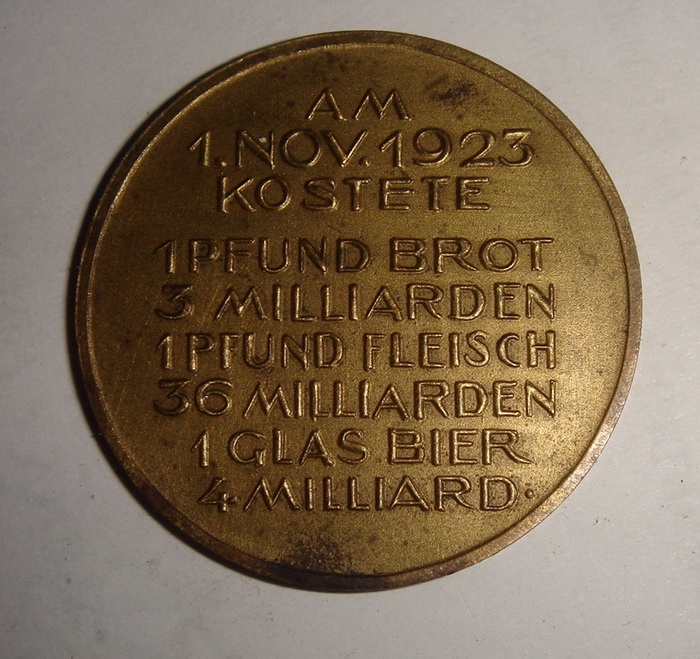 AM
1. NOV. 1923
KOSTETE
1 PFUND BROT
3 MILLIARDEN
1 PFUND FLEISCH
36 MILLIARDEN
1 GLAS BIER
4 MILLIARD.